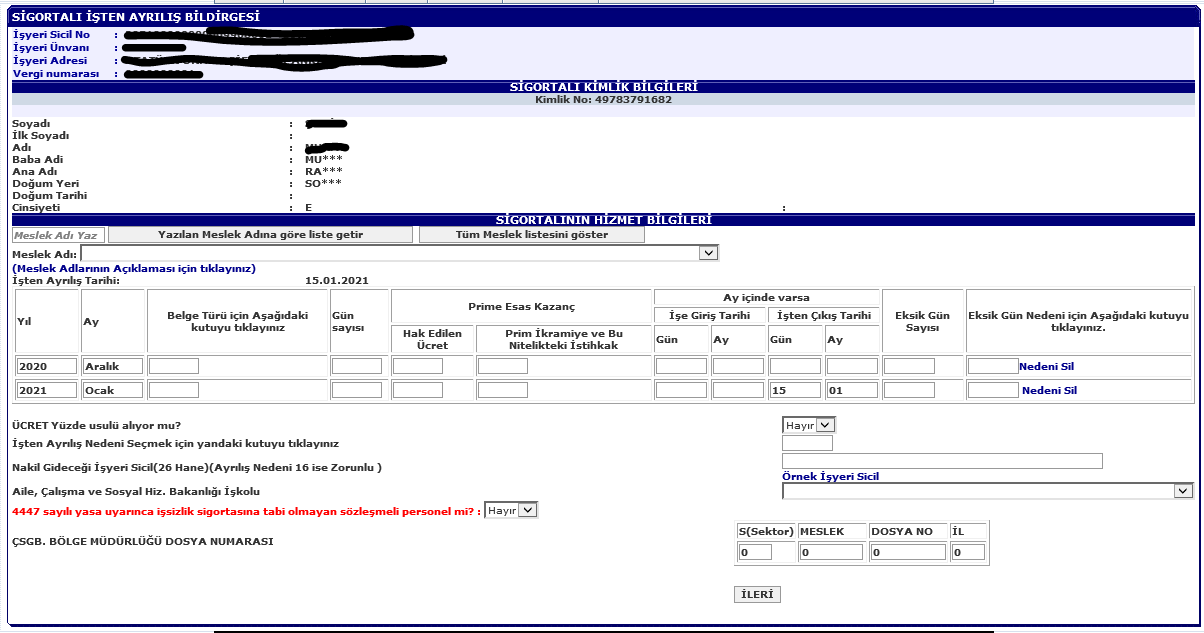 SİGORTALI İŞTEN AYRILIŞ BİLDİRGESİ
İşyeri Sicil No :
İşyeri Ünvanı :
İşyeri Adresi :
Vergi numarası :
SİGORTALI KİMLİK BİLGİLERİ
Kimlik No: 49783791682
Soyadı :
İlk Soyadı :
Adı :
Baba Adi : MU***
Ana Adı : RA***
Doğum Yeri : SO***
Doğum Tarihi :
Cinsiyeti : E :
SİGORTALININ HİZMET BİLGİLERİ
Meslek Adı Yaz Yazılan Meslek Adına göre liste getir Tüm Meslek listesini göster
Meslek Adı:
(Meslek Adlarının Açıklaması için tıklayınız)
İşten Ayrılış Tarihi: 15.01.2021
Yıl Ay Belge Türü için Aşağıdaki kutuyu tıklayınız Gün sayısı Prime Esas Kazanç Ay içinde varsa Eksik Gün Sayısı Eksik Gün Nedeni için Aşağıdaki kutuyu tıklayınız.
İşe Giriş Tarihi İşten Çıkış Tarihi
Hak Edilen Ücret Prim İkramiye ve Bu Nitelikteki İstihkak Gün Ay Gün Ay
2020 Aralık Nedeni Sil
2021 Ocak 15 01 Nedeni Sil
ÜCRET Yüzde usulü alıyor mu? Hayır
İşten Ayrılış Nedeni Seçmek için yandaki kutuyu tıklayınız
Nakil Gideceği İşyeri Sicil(26 Hane)(Ayrılış Nedeni 16 ise Zorunlu )
Örnek İşyeri Sicil
Aile, Çalışma ve Sosyal Hiz. Bakanlığı İşkolu
4447 sayılı yasa uyarınca işsizlik sigortasına tabi olmayan sözleşmeli personel mi? : Hayır
S(Sektor) MESLEK DOSYA NO İL
ÇSGB. BÖLGE MÜDÜRLÜĞÜ DOSYA NUMARASI
0 0 0 0
İLERİ